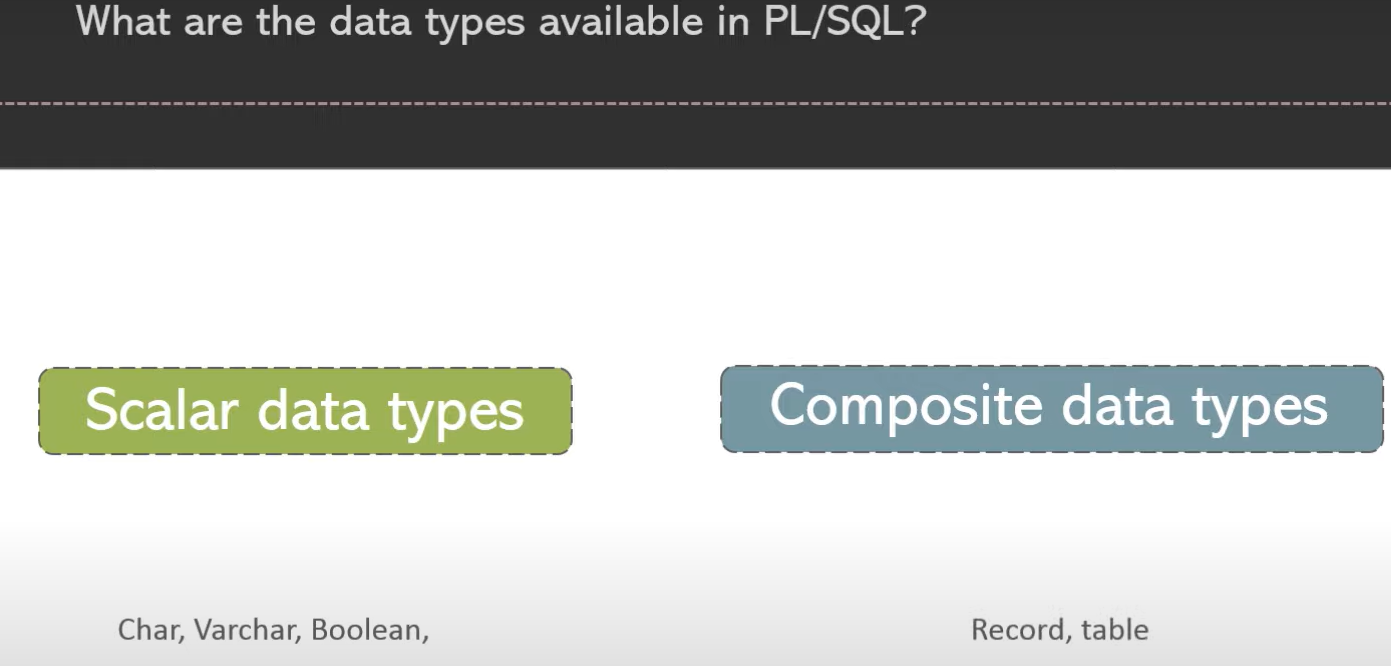 What are the data types available in PL/SQL?
Scalar data types
Composite data types
Char, Varchar, Boolean,
Record, table